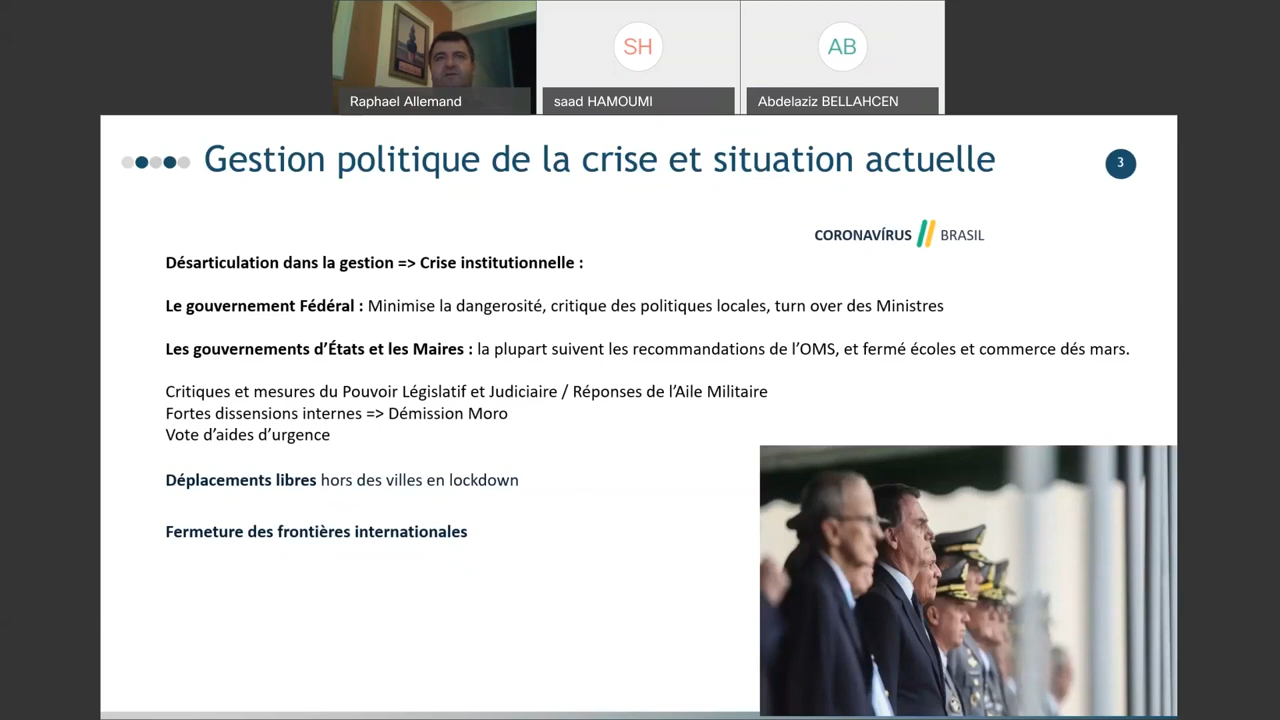 SH
AB
Raphael Allemand
saad HAMOUMI
Abdelaziz BELLAHCEN
Gestion politique de la crise et situation actuelle
3
CORONAVÍRUS BRASIL
Désarticulation dans la gestion => Crise institutionnelle :
Le gouvernement Fédéral : Minimise la dangerosité, critique des politiques locales, turn over des Ministres
Les gouvernements d’États et les Maires : la plupart suivent les recommandations de l’OMS, et fermé écoles et commerce dés mars.
Critiques et mesures du Pouvoir Législatif et Judiciaire / Réponses de l’Aile Militaire
Fortes dissensions internes => Démission Moro
Vote d’aides d’urgence
Déplacements libres hors des villes en lockdown
Fermeture des frontières internationales